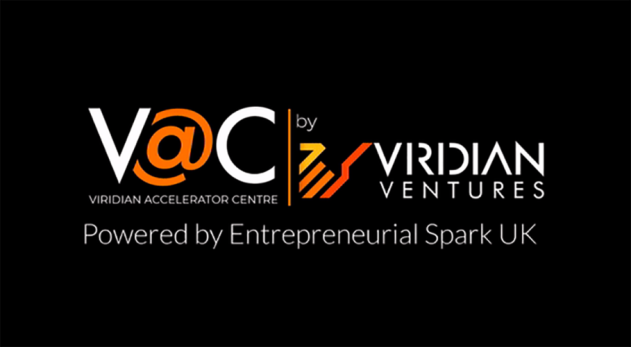 V@C
VIRIDIAN ACCELERATOR CENTRE
by
VIRIDIAN
VENTURES
Powered by Entrepreneurial Spark UK